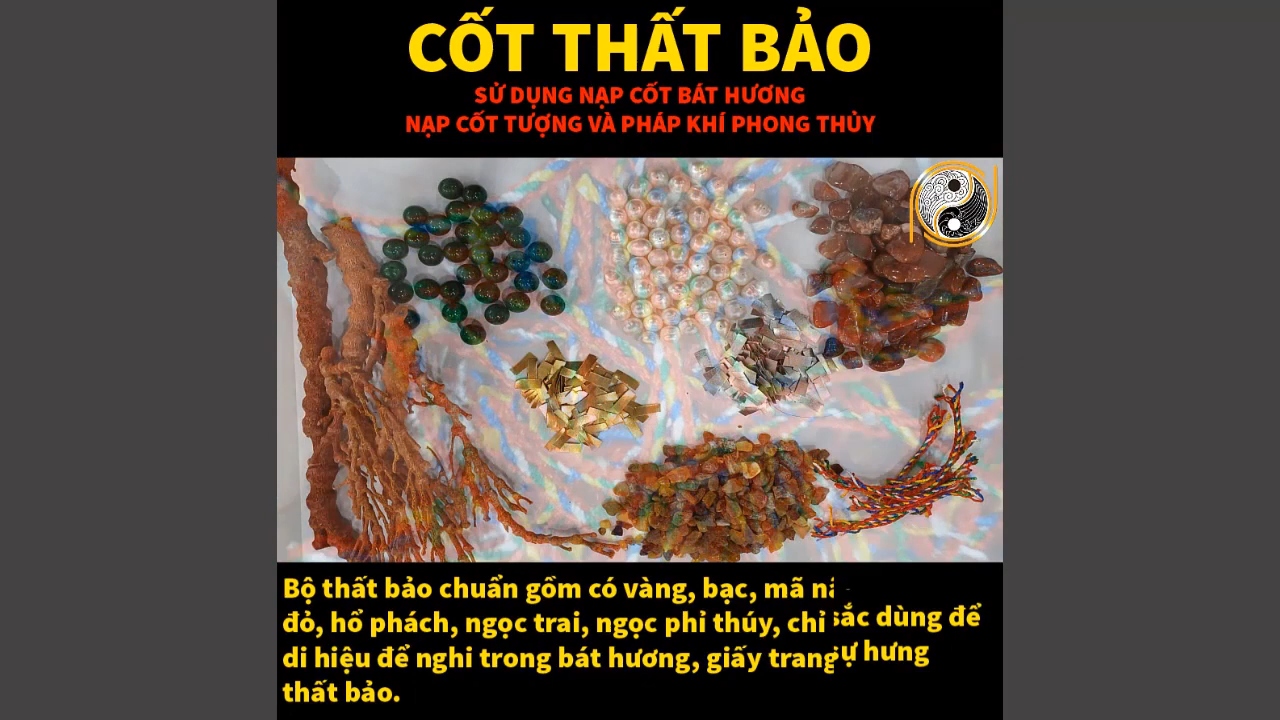 CỐT THẤT BẢO
SỬ DỤNG NẠP CỐT BÁT HƯƠNG
NẠP CỐT TƯỢNG VÀ PHÁP KHÍ PHONG THỦY
Bộ thất bảo chuẩn gồm có vàng, bạc, mã
đỏ, hổ phách, ngọc trai, ngọc phỉ thúy, chỉ sắc dùng để
di hiệu để nghi trong bát hương, giấy trang sự hưng
thất bảo.